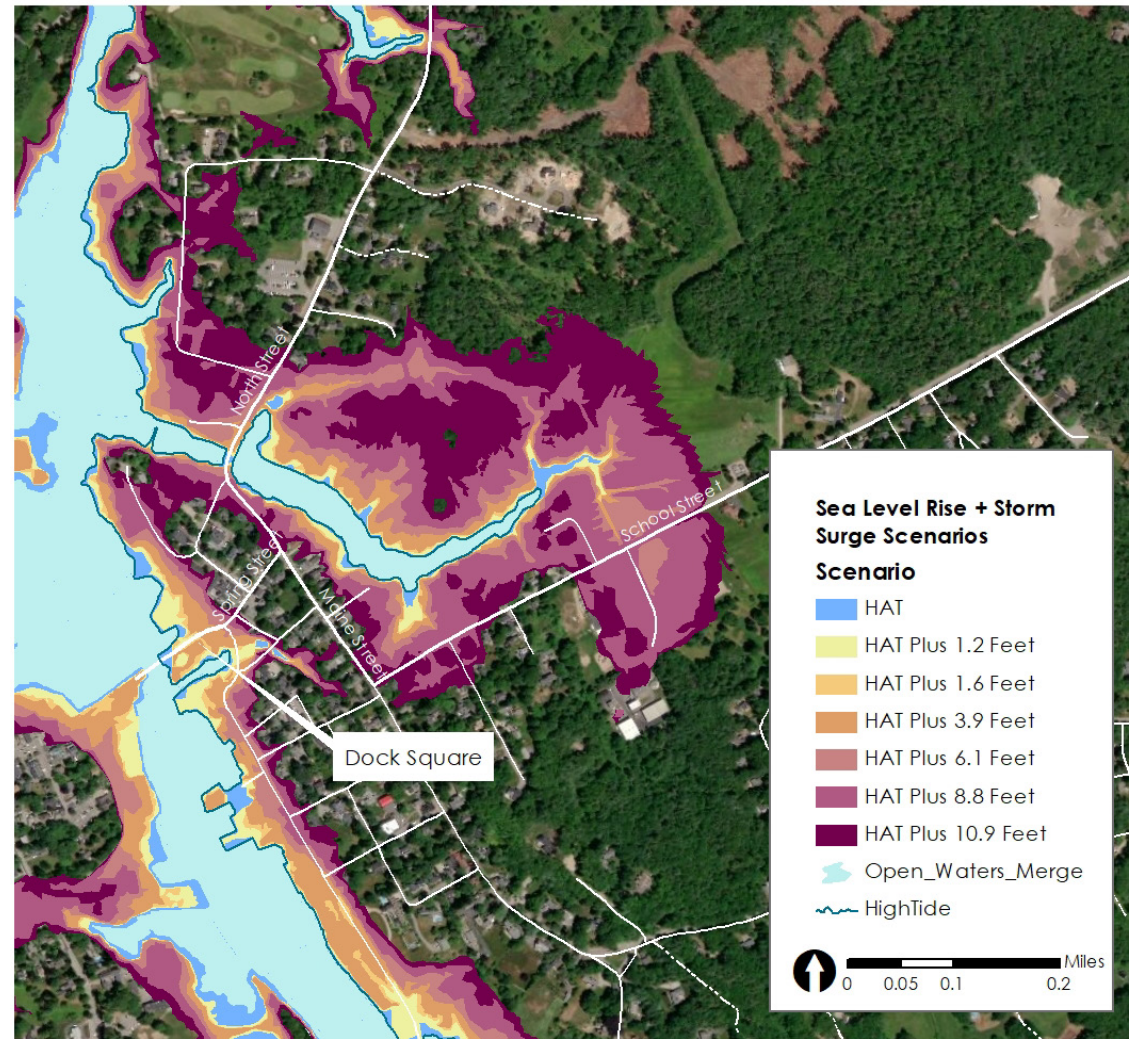 North Street
School Street
Spring Street
Maine Street
Dock Square
Sea Level Rise + Storm
Surge Scenarios
Scenario
HAT
HAT Plus 1.2 Feet
HAT Plus 1.6 Feet
HAT Plus 3.9 Feet
HAT Plus 6.1 Feet
HAT Plus 8.8 Feet
HAT Plus 10.9 Feet
Open_Waters_Merge
HighTide
Miles
0 0.05 0.1 0.2